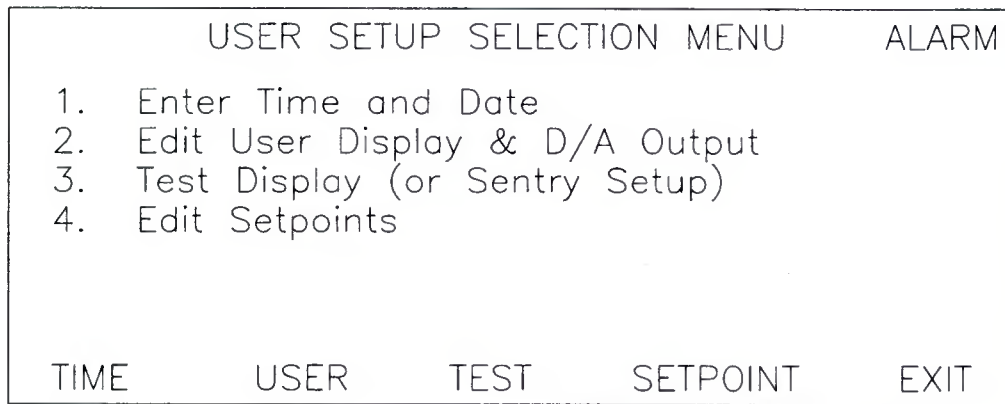 USER SETUP SELECTION MENU ALARM
1. Enter Time and Date
2. Edit User Display & D/A Output
3. Test Display (or Sentry Setup)
4. Edit Setpoints
TIME USER TEST SETPOINT EXIT